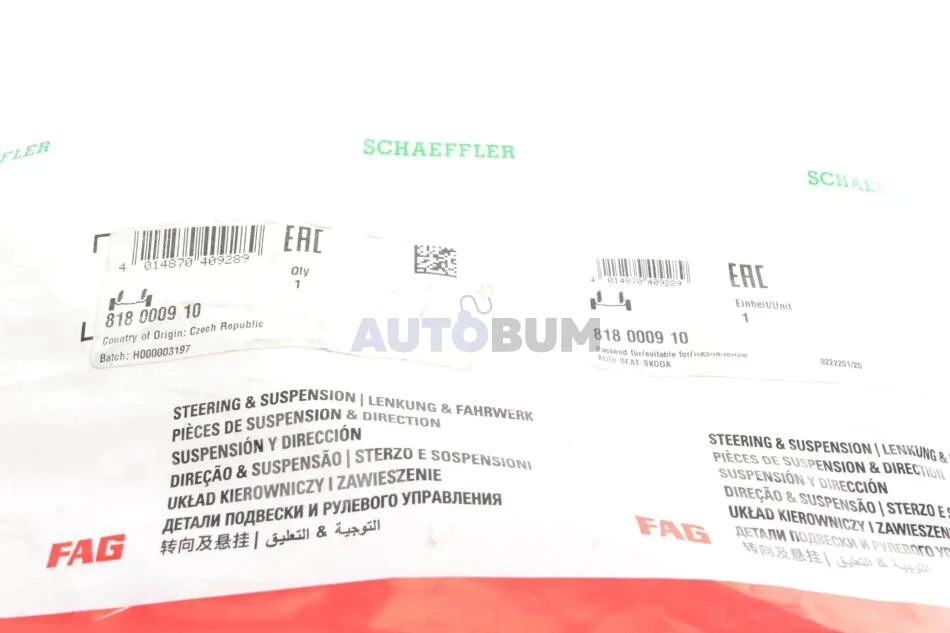 SCHAEFFLER
SCHAEFFLER
SCHAEFFLER
EAC
4 014870 409289
Qty
1
818 0009 10
Country of Origin: Czech Republic
Batch: H000003197
EAC
4 014870 409289
Einheit/Unit
1
818 0009 10
Passend für/suitable for/назначение
AUDI SEAT SKODA
0222251/20
AUTOBUM
STEERING & SUSPENSION | LENKUNG & FAHRWERK
PIÈCES DE SUSPENSION & DIRECTION
SUSPENSIÓN Y DIRECCIÓN
DIREÇÃO & SUSPENSÃO | STERZO E SOSPENSIONI
UKŁAD KIEROWNICZY I ZAWIESZENIE
ДЕТАЛИ ПОДВЕСКИ И РУЛЕВОГО УПРАВЛЕНИЯ
转向及悬挂 | التوجية & التعليق
FAG
STEERING & SUSPENSION | LENKUNG &
PIÈCES DE SUSPENSION & DIRECTION
SUSPENSIÓN Y DIRECCIÓN
DIREÇÃO & SUSPENSÃO | STERZO E S
UKŁAD KIEROWNICZY I ZAWIESZEN
ДЕТАЛИ ПОДВЕСКИ И РУЛЕВОГО У
转向及悬挂 | التوجية & التعليق
FAG